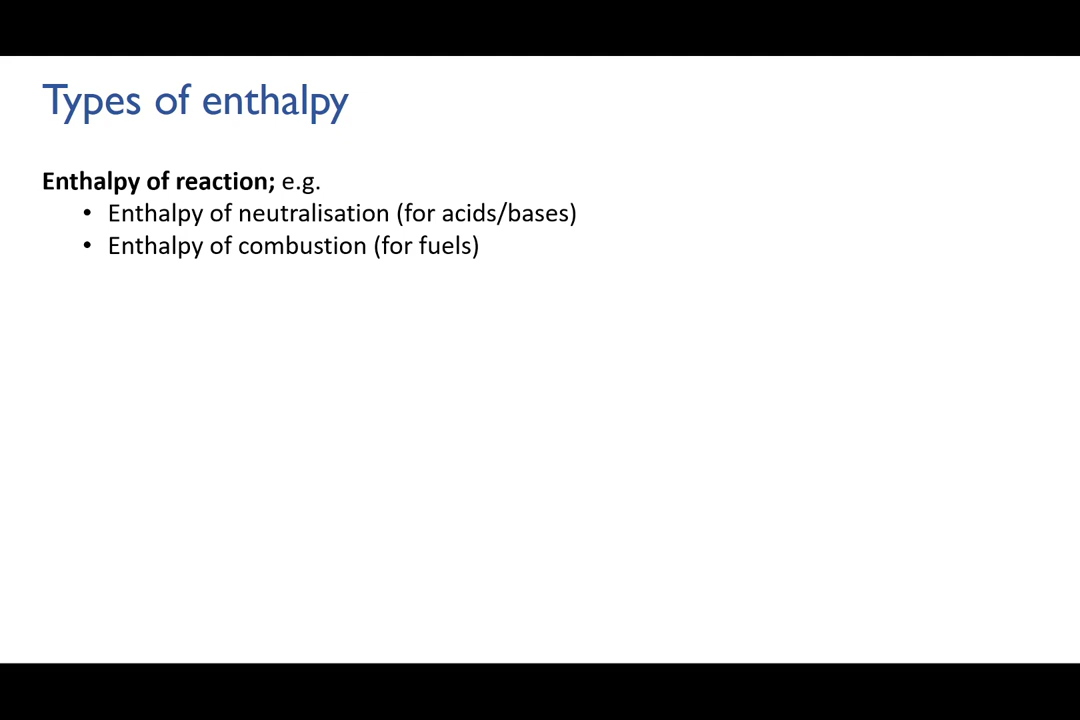 Types of enthalpy
Enthalpy of reaction; e.g.
• Enthalpy of neutralisation (for acids/bases)
• Enthalpy of combustion (for fuels)